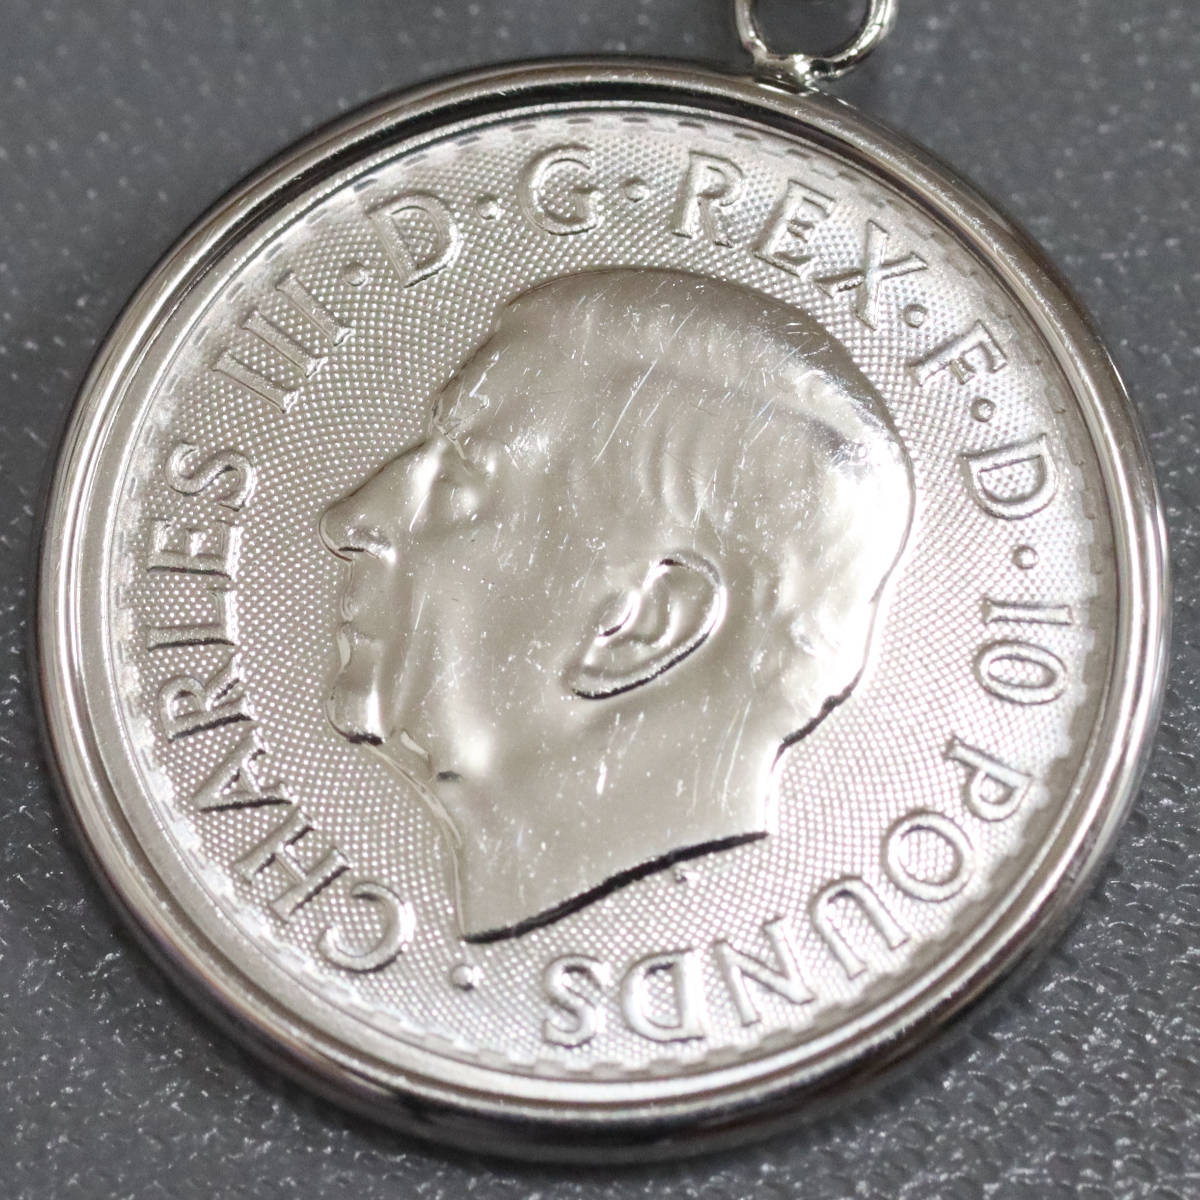 · CHARLES III · D · G · REX · F · D · 10 POUNDS